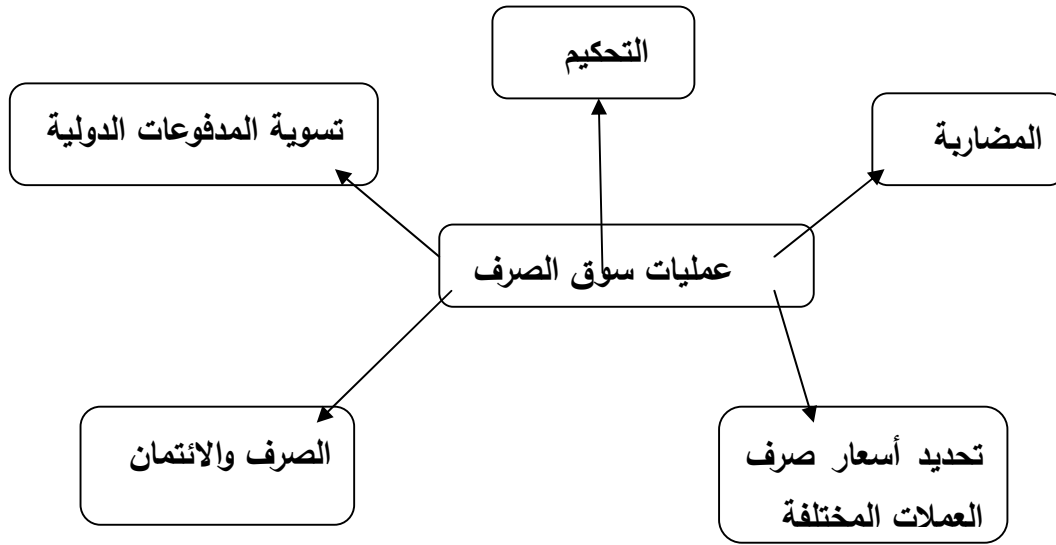 التحكيم
المضاربة
تسوية المدفوعات الدولية
عمليات سوق الصرف
الصرف والائتمان
تحديد أسعار صرف
العملات المختلفة